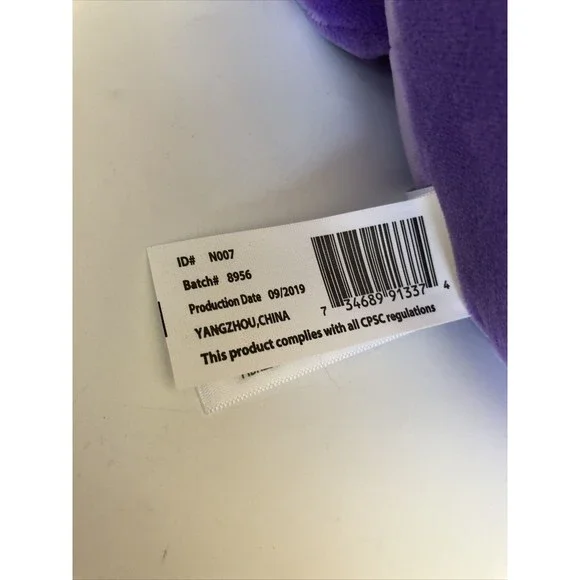 ID# N007
Batch# 8956
Production Date 09/2019
YANGZHOU,CHINA
This product complies with all CPSC regulations
7 34689 91337 4